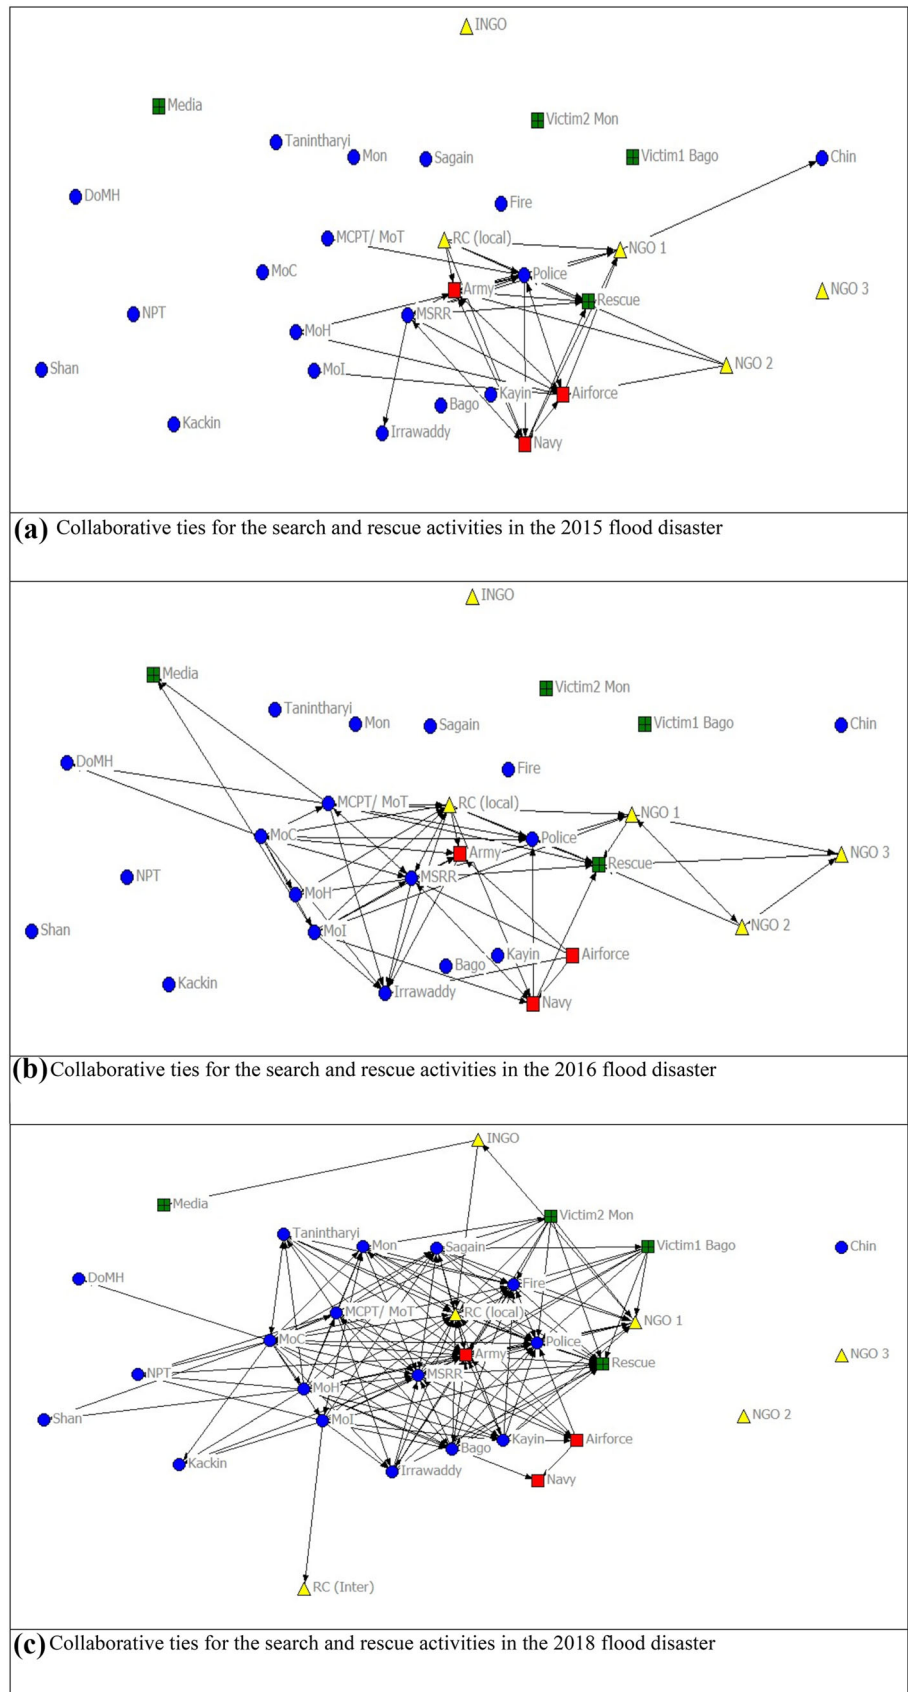 INGO
Media
Victim2 Mon
Tanintharyi
Mon
Sagain
Victim1 Bago
Chin
DoMH
Fire
MCPT/ MoT
RC (local)
NGO 1
MoC
Police
Army
Rescue
NGO 3
NPT
MSRR
MoH
Shan
MoI
NGO 2
Kayin
Airforce
Bago
Kackin
Irrawaddy
Navy
(a) Collaborative ties for the search and rescue activities in the 2015 flood disaster
INGO
Media
Victim2 Mon
Tanintharyi
Mon
Sagain
Victim1 Bago
Chin
DoMH
Fire
MCPT/ MoT
RC (local)
NGO 1
MoC
Police
Army
Rescue
NGO 3
NPT
MSRR
MoH
Shan
MoI
NGO 2
Kayin
Airforce
Bago
Kackin
Irrawaddy
Navy
(b) Collaborative ties for the search and rescue activities in the 2016 flood disaster
INGO
Media
Victim2 Mon
Tanintharyi
Mon
Sagain
Victim1 Bago
Chin
DoMH
Fire
MCPT/ MoT
RC (local)
NGO 1
MoC
Police
Army
Rescue
NGO 3
NPT
MSRR
MoH
Shan
MoI
NGO 2
Kayin
Airforce
Bago
Kackin
Irrawaddy
Navy
RC (Inter)
(c) Collaborative ties for the search and rescue activities in the 2018 flood disaster